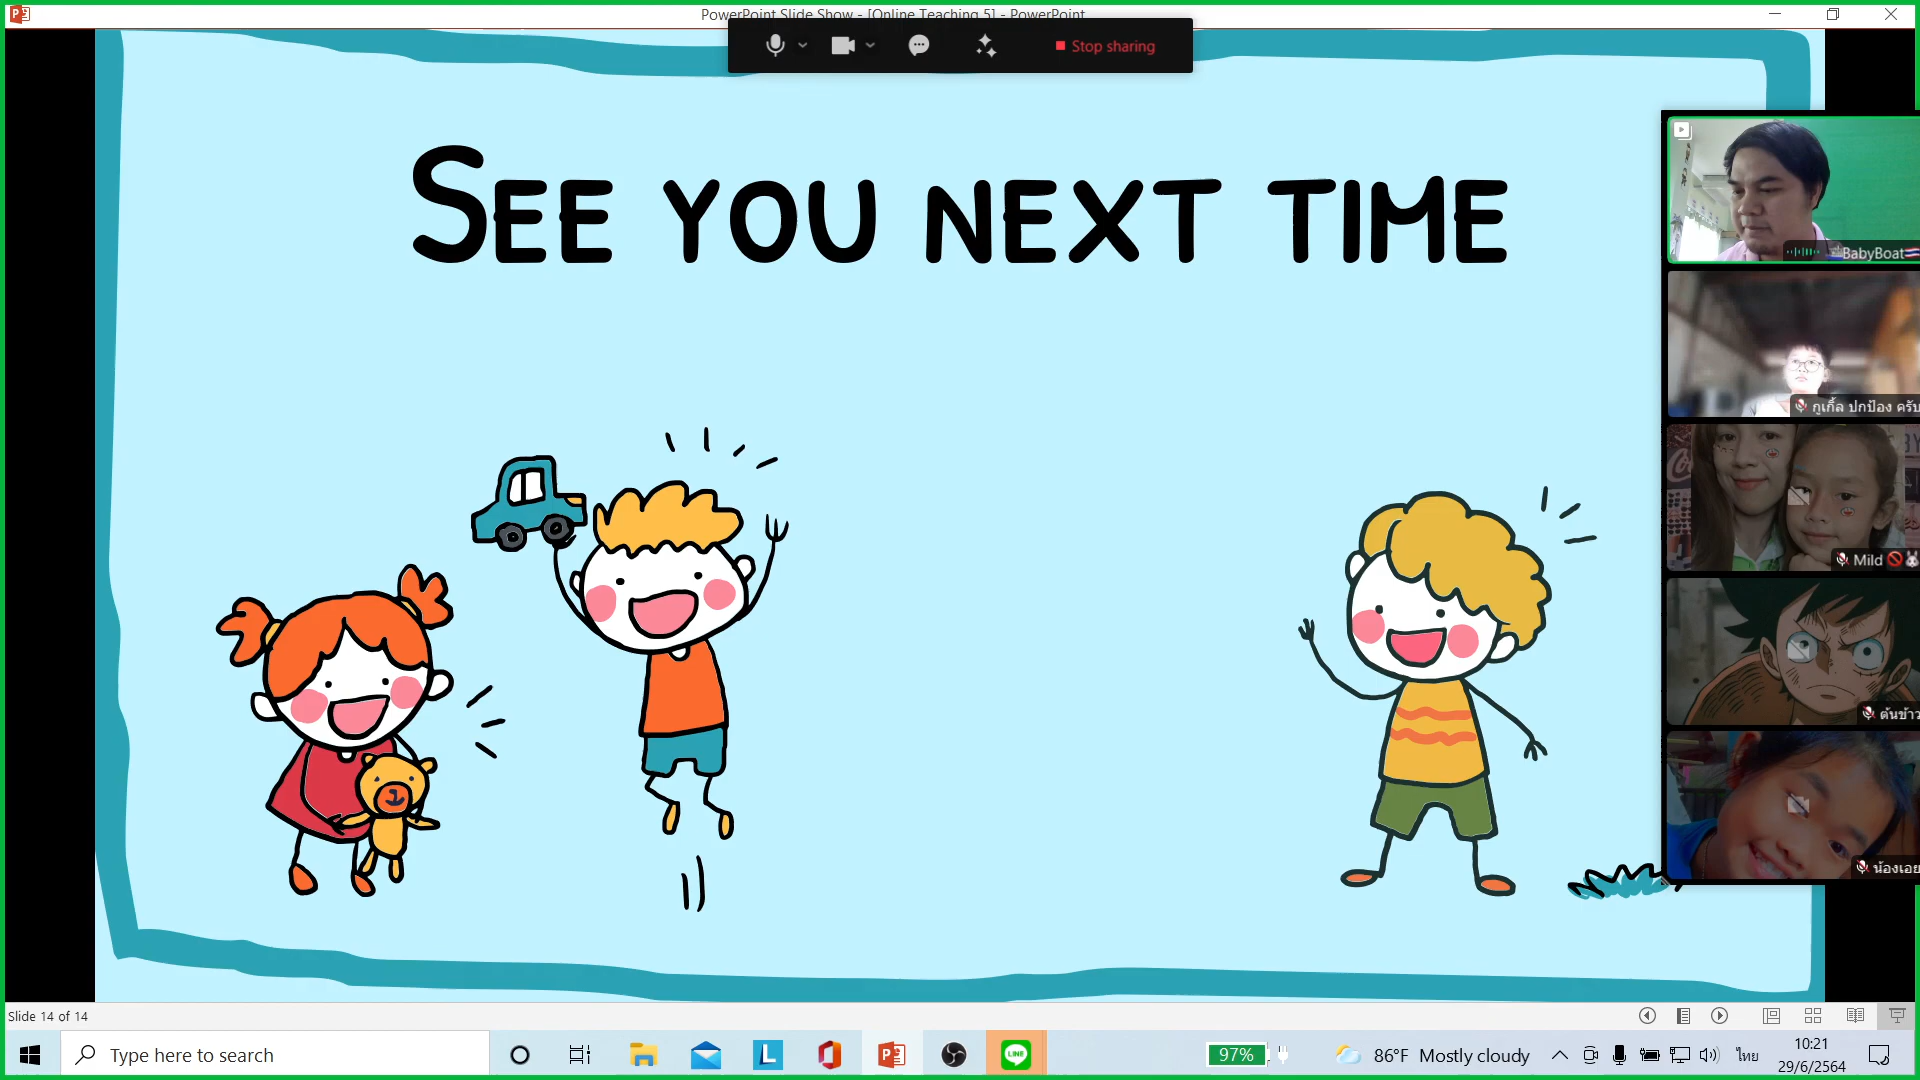 PowerPoint Slide Show - [Online Teaching 5] - PowerPoint
Stop sharing
SEE YOU NEXT TIME
BabyBoat
กูเกิ้ล ปกป้อง ครับ
Mild
ต้นข้าว
น้องเอย
Slide 14 of 14
Type here to search
L
LINE
97%
86°F Mostly cloudy
ไทย
10:21
29/6/2564